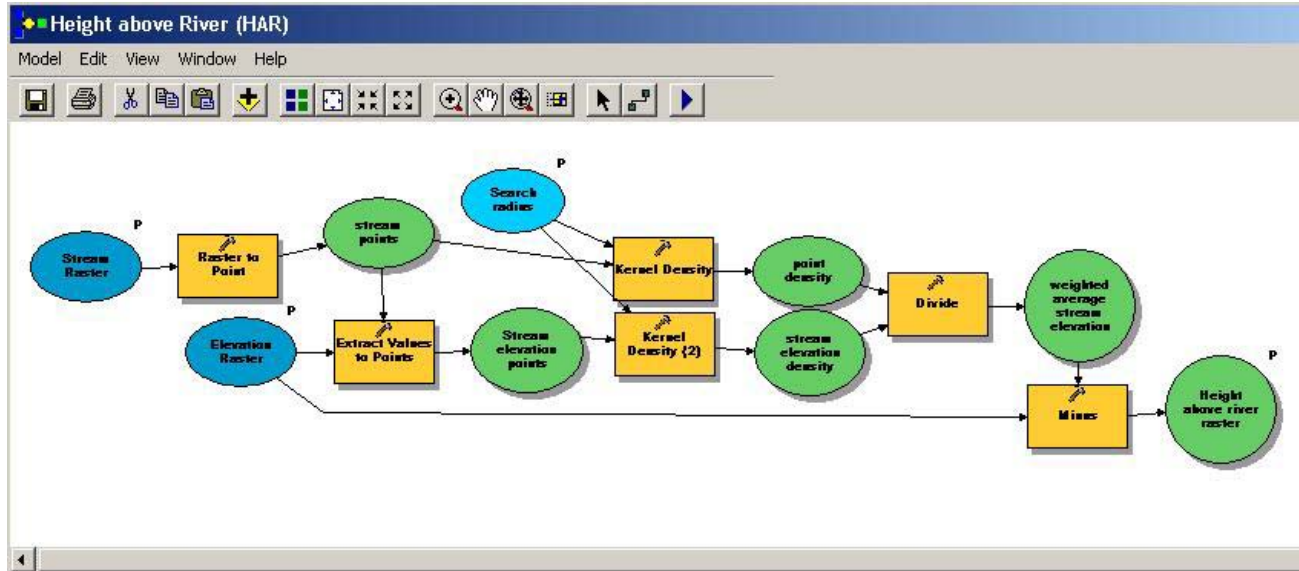 Height above River (HAR)
Model Edit View Window Help
P
Search
radius
P
Stream
Raster
Raster to
Point
stream
points
Kernel Density
point
density
Divide
weighted
average
stream
elevation
P
Elevation
Raster
Extract Values
to Points
Stream
elevation
points
Kernel
Density (2)
stream
elevation
density
Minus
P
Height
above river
raster